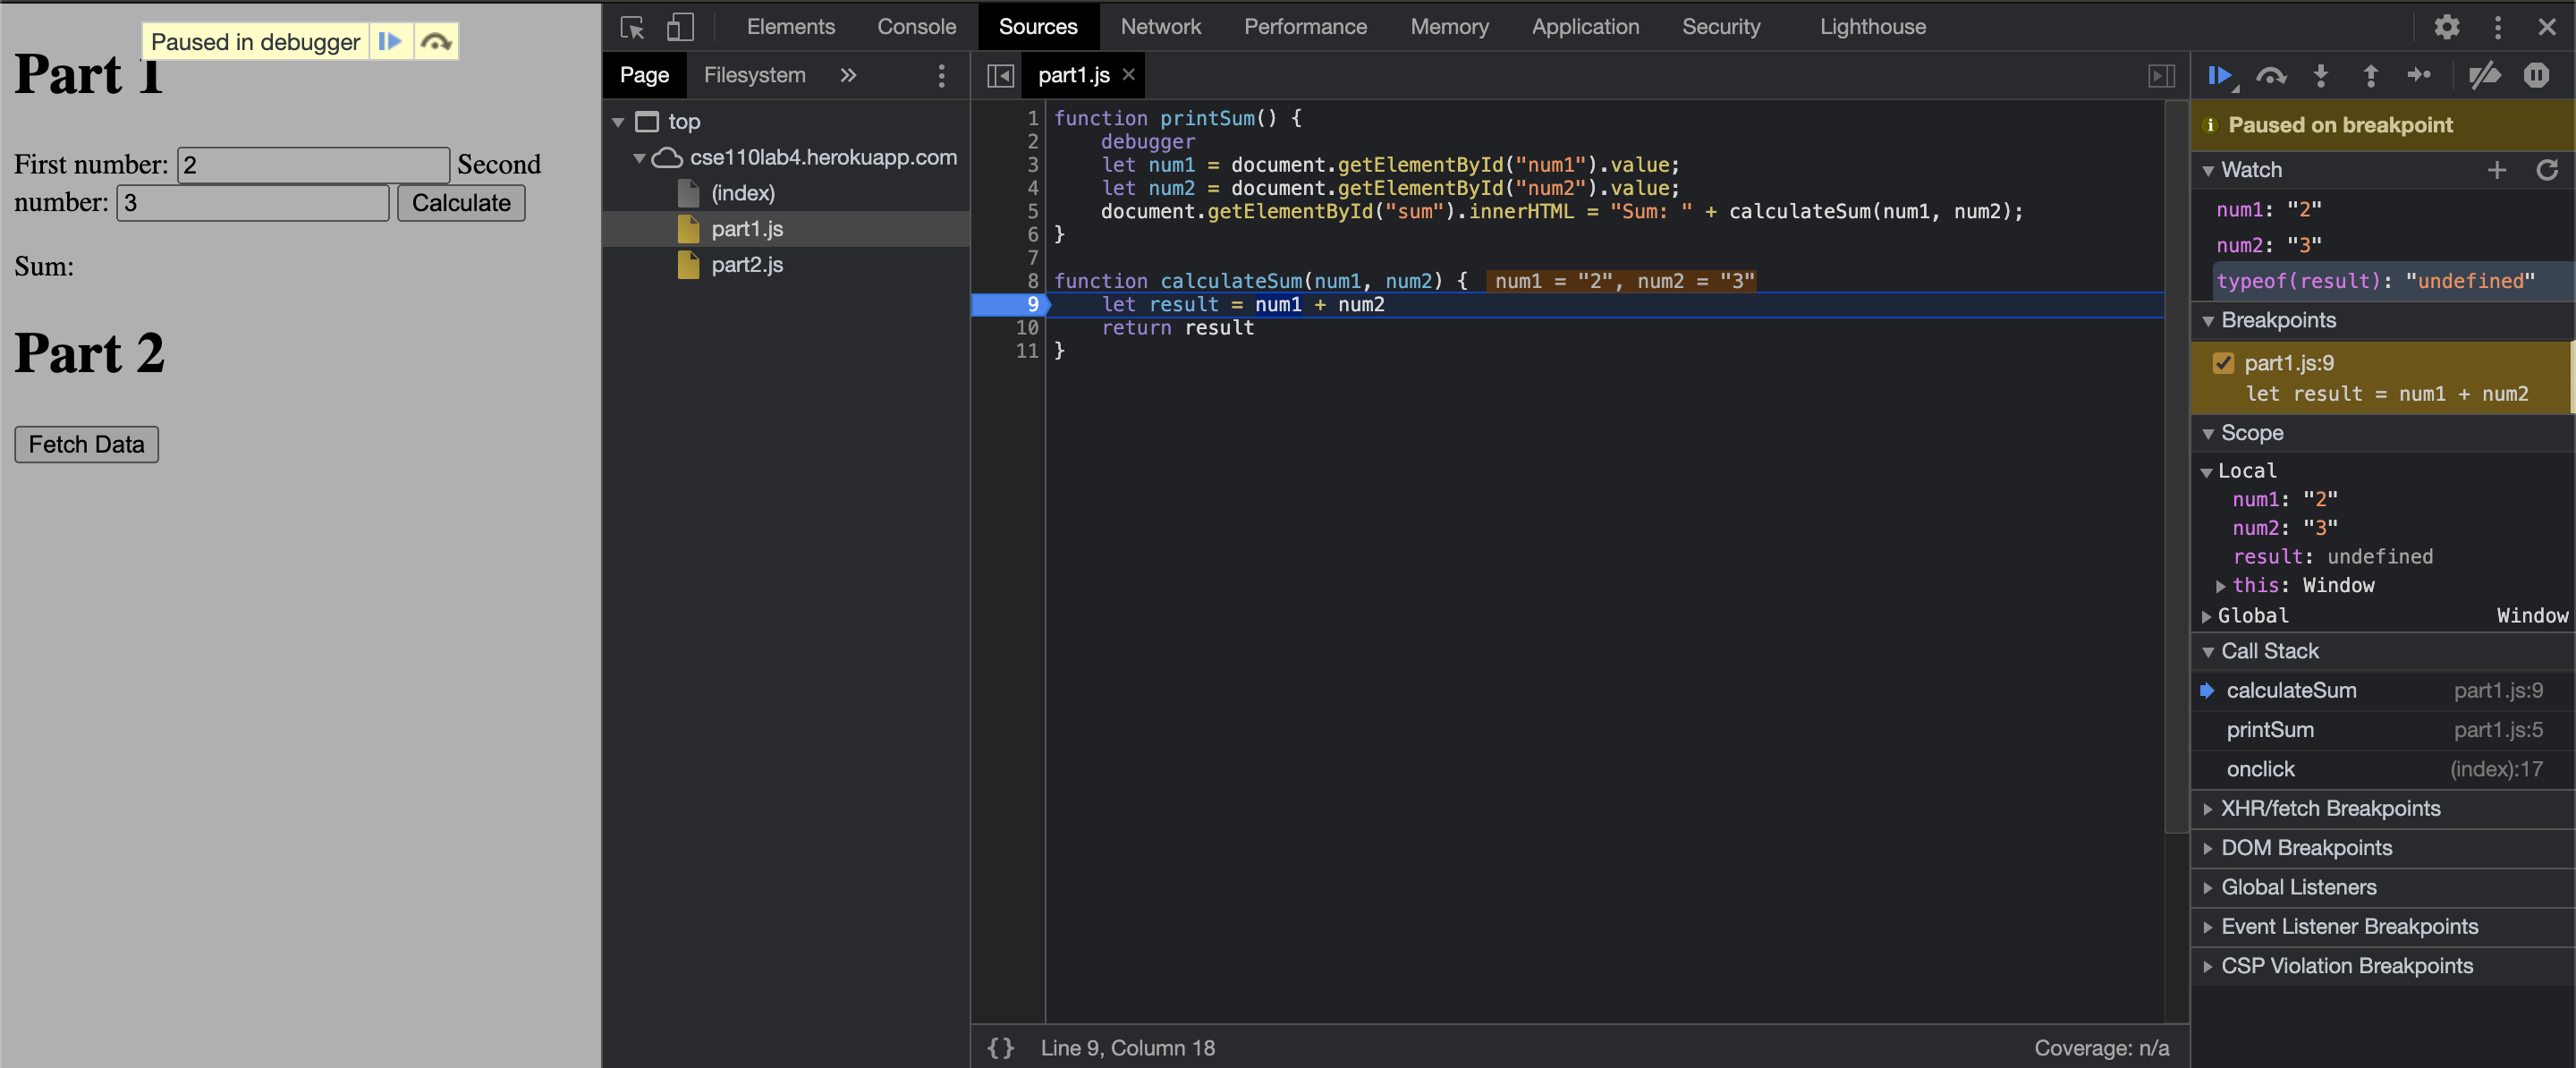 Paused in debugger
Part 1
First number: 2 Second
number: 3 Calculate
Sum:
Part 2
Fetch Data
Elements Console Sources Network Performance Memory Application Security Lighthouse
Page Filesystem »
top
cse110lab4.herokuapp.com
(index)
part1.js
part2.js
part1.js ×
1 function printSum() {
2 debugger
3 let num1 = document.getElementById("num1").value;
4 let num2 = document.getElementById("num2").value;
5 document.getElementById("sum").innerHTML = "Sum: " + calculateSum(num1, num2);
6 }
7
8 function calculateSum(num1, num2) { num1 = "2", num2 = "3"
9 let result = num1 + num2
10 return result
11 }
{} Line 9, Column 18 Coverage: n/a
Paused on breakpoint
Watch
num1: "2"
num2: "3"
typeof(result): "undefined"
Breakpoints
part1.js:9
let result = num1 + num2
Scope
Local
num1: "2"
num2: "3"
result: undefined
this: Window
Global Window
Call Stack
calculateSum part1.js:9
printSum part1.js:5
onclick (index):17
XHR/fetch Breakpoints
DOM Breakpoints
Global Listeners
Event Listener Breakpoints
CSP Violation Breakpoints